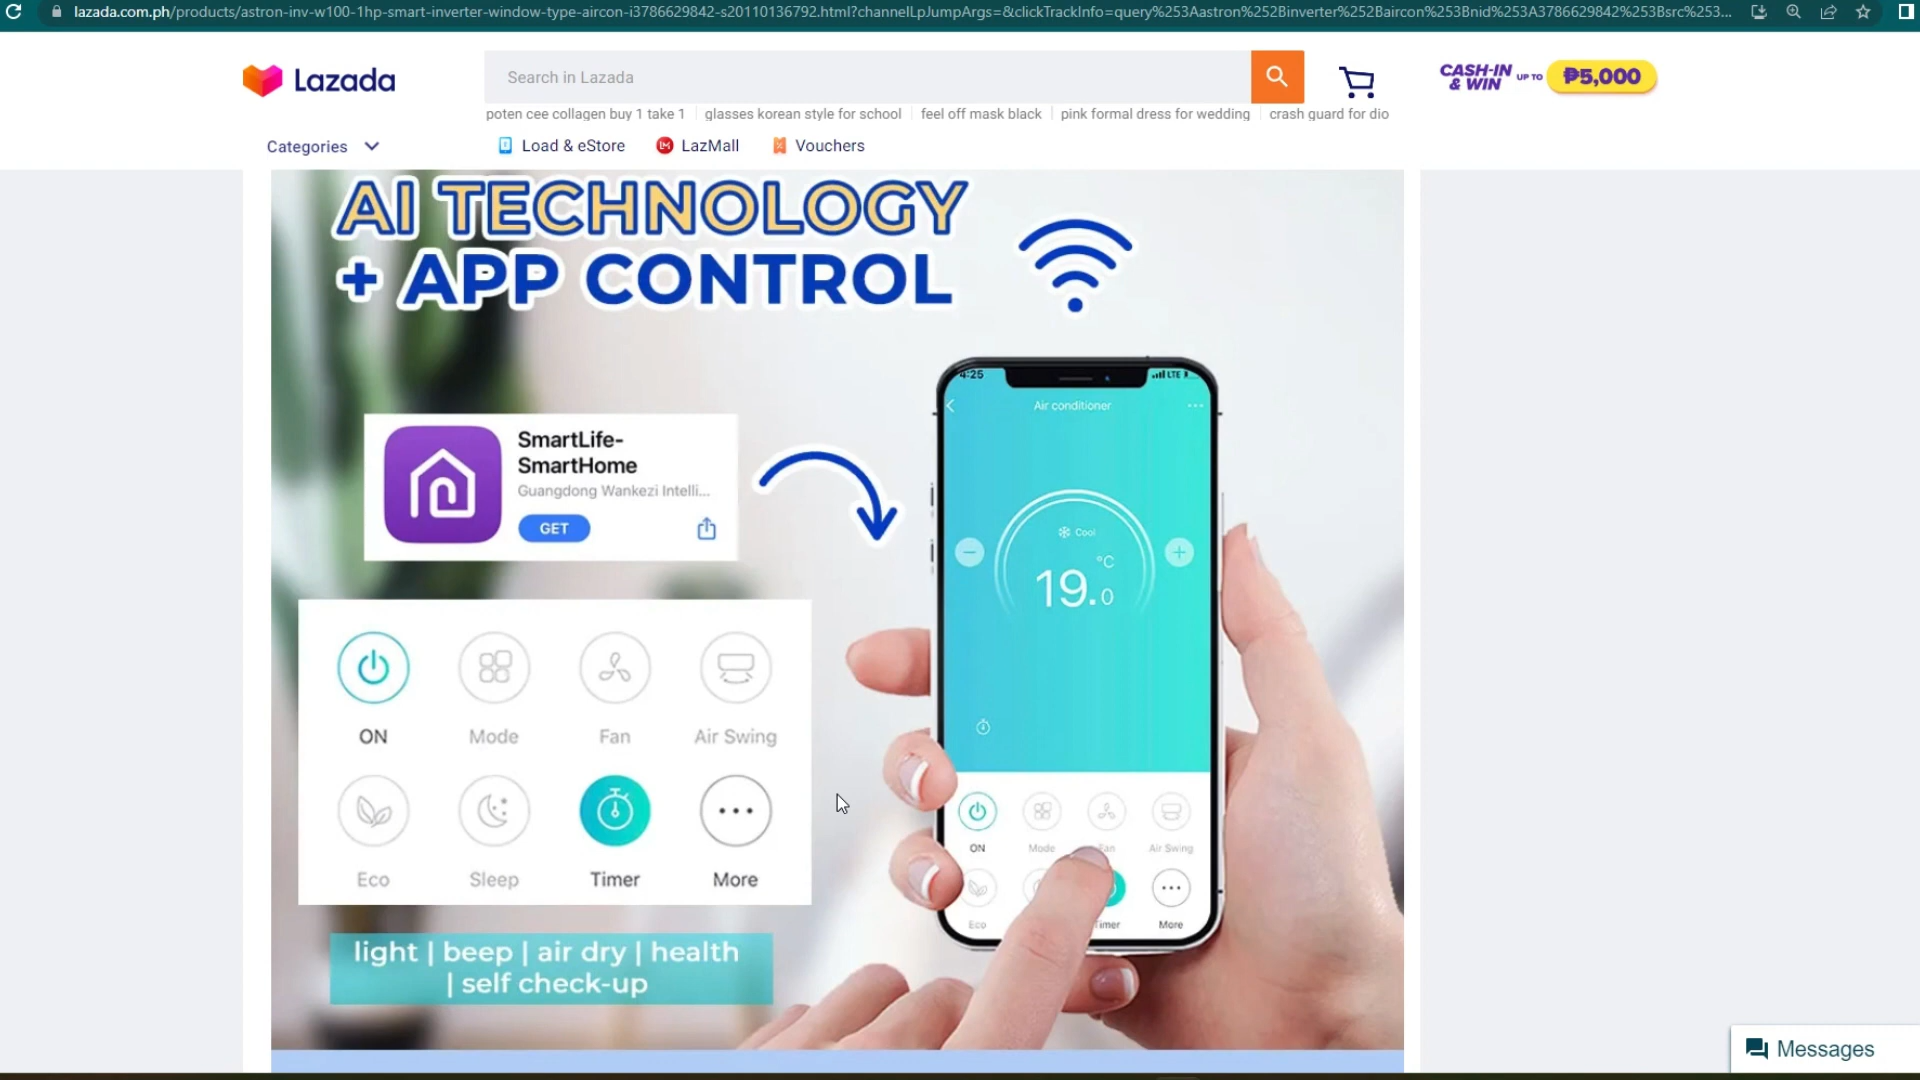 lazada.com.ph/products/astron-inv-w100-1hp-smart-inverter-window-type-aircon-i3786629842-s20110136792.html?channelLpJumpArgs=&clickTrackInfo=query%253Aastron%252Binverter%252Baircon%253Bnid%253A3786629842%253Bsrc%253...
Lazada
Search in Lazada
CASH-IN & WIN UP TO ₱5,000
poten cee collagen buy 1 take 1 | glasses korean style for school | feel off mask black | pink formal dress for wedding | crash guard for dio
Categories
Load & eStore
LazMall
Vouchers
AI TECHNOLOGY
+ APP CONTROL
SmartLife-
SmartHome
Guangdong Wankezi Intelli...
GET
ON Mode Fan Air Swing
Eco Sleep Timer More
light | beep | air dry | health
| self check-up
4:25 LTE
Air conditioner
Cool
°C
19.0
ON Mode Fan Air Swing
Eco Timer More
Messages